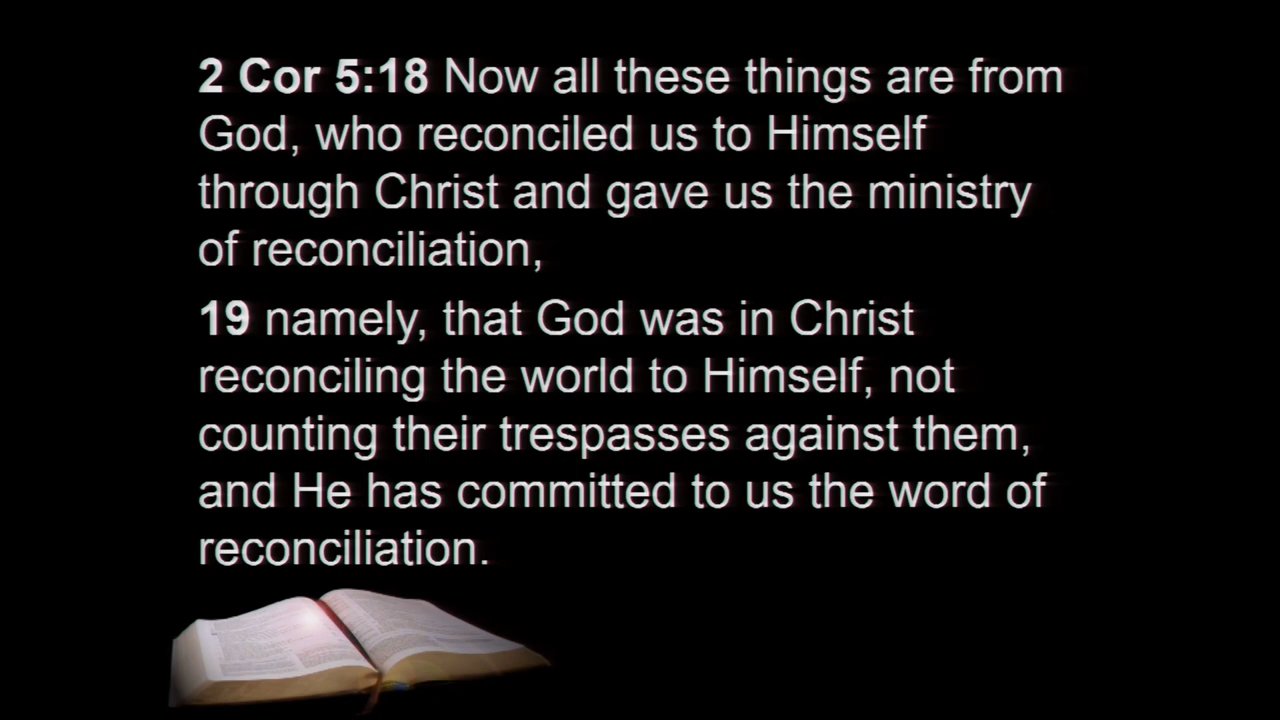 2 Cor 5:18 Now all these things are from
God, who reconciled us to Himself
through Christ and gave us the ministry
of reconciliation,
19 namely, that God was in Christ
reconciling the world to Himself, not
counting their trespasses against them,
and He has committed to us the word of
reconciliation.